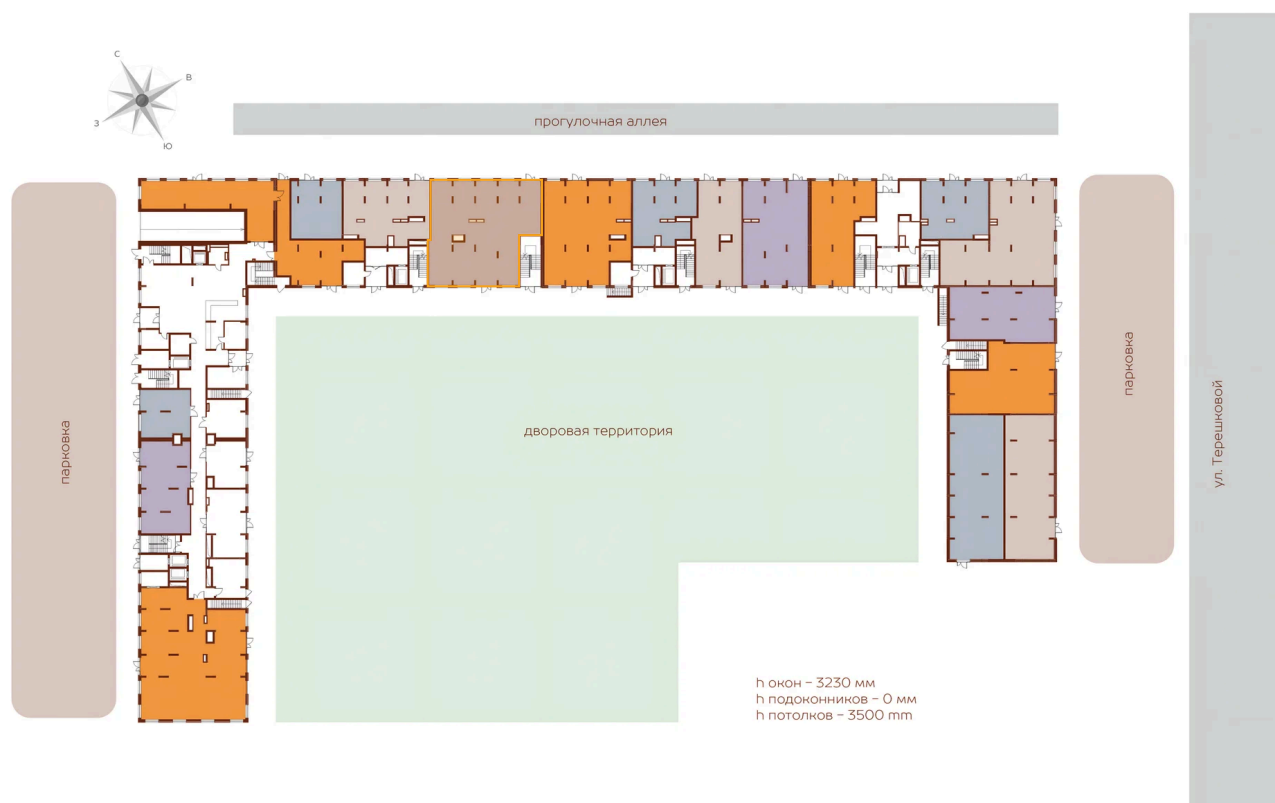 С
В
З
Ю
прогулочная аллея
парковка
дворовая территория
парковка
ул. Терешковой
h окон – 3230 мм
h подоконников – 0 мм
h потолков – 3500 mm